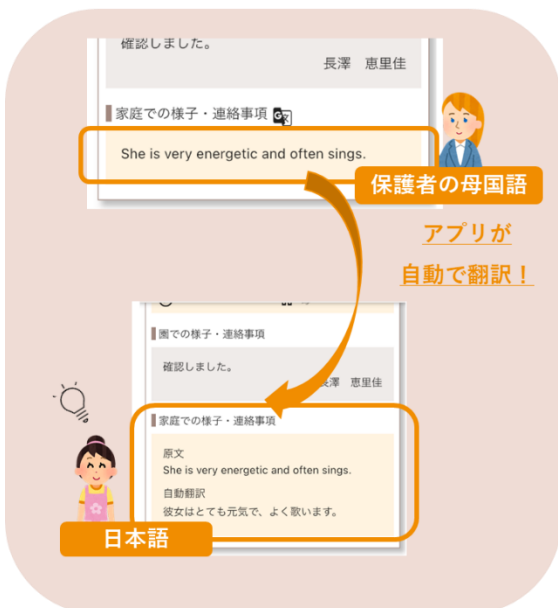 確認しました。
長澤 恵里佳
家庭での様子・連絡事項
She is very energetic and often sings.
保護者の母国語
アプリが
自動で翻訳！
園での様子・連絡事項
確認しました。
長澤 恵里佳
家庭での様子・連絡事項
原文
She is very energetic and often sings.
自動翻訳
彼女はとても元気で、よく歌います。
日本語